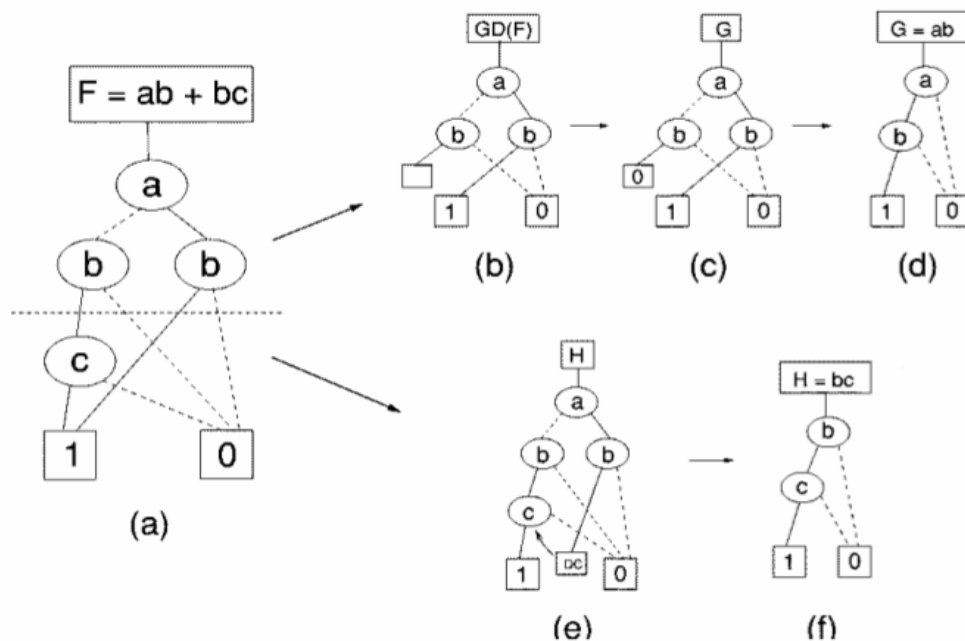 F = ab + bc
a
b b
c
1 0
(a)
GD(F)
a
b b
1 0
(b)
G
a
b b
0
1 0
(c)
G = ab
a
b
1 0
(d)
H
a
b b
c
1 DC 0
(e)
H = bc
b
c
1 0
(f)